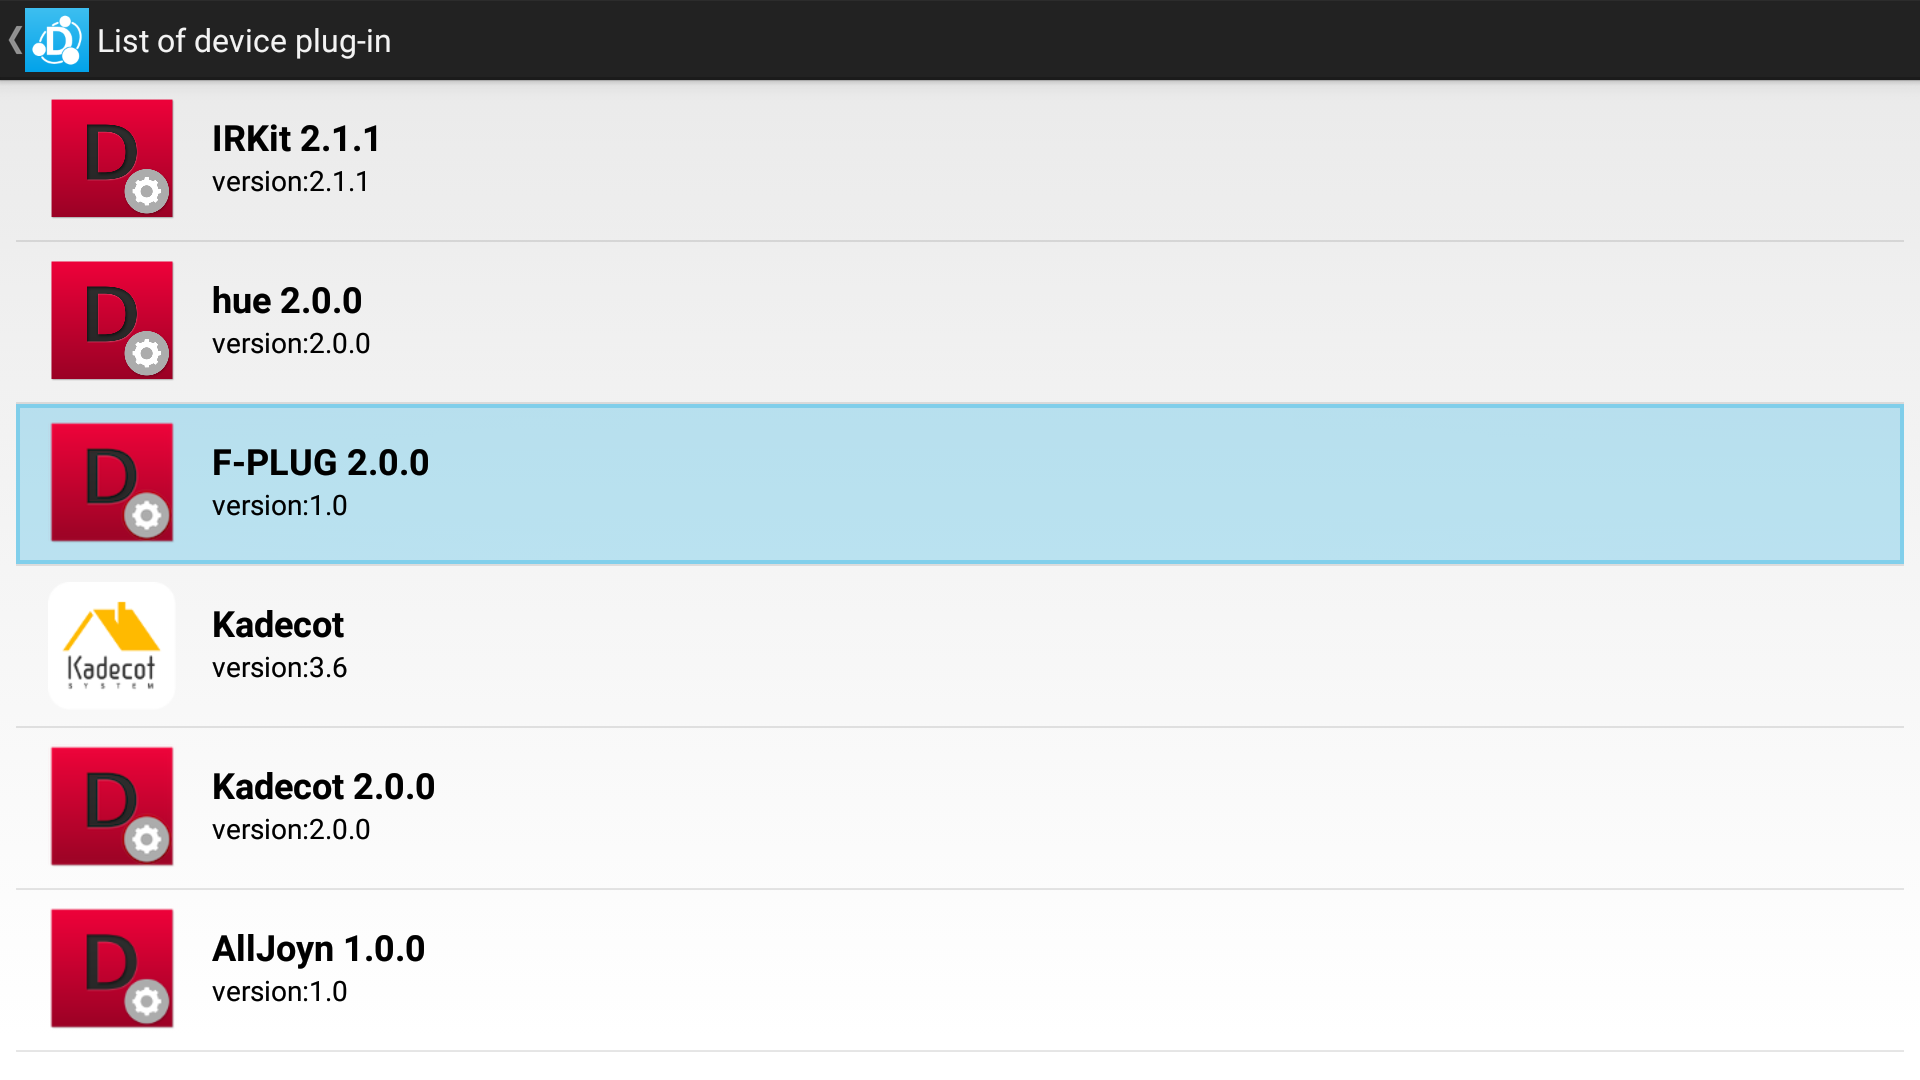 D List of device plug-in
D
IRKit 2.1.1
version:2.1.1
D
hue 2.0.0
version:2.0.0
D
F-PLUG 2.0.0
version:1.0
Kadecot
SYSTEM
Kadecot
version:3.6
D
Kadecot 2.0.0
version:2.0.0
D
AllJoyn 1.0.0
version:1.0